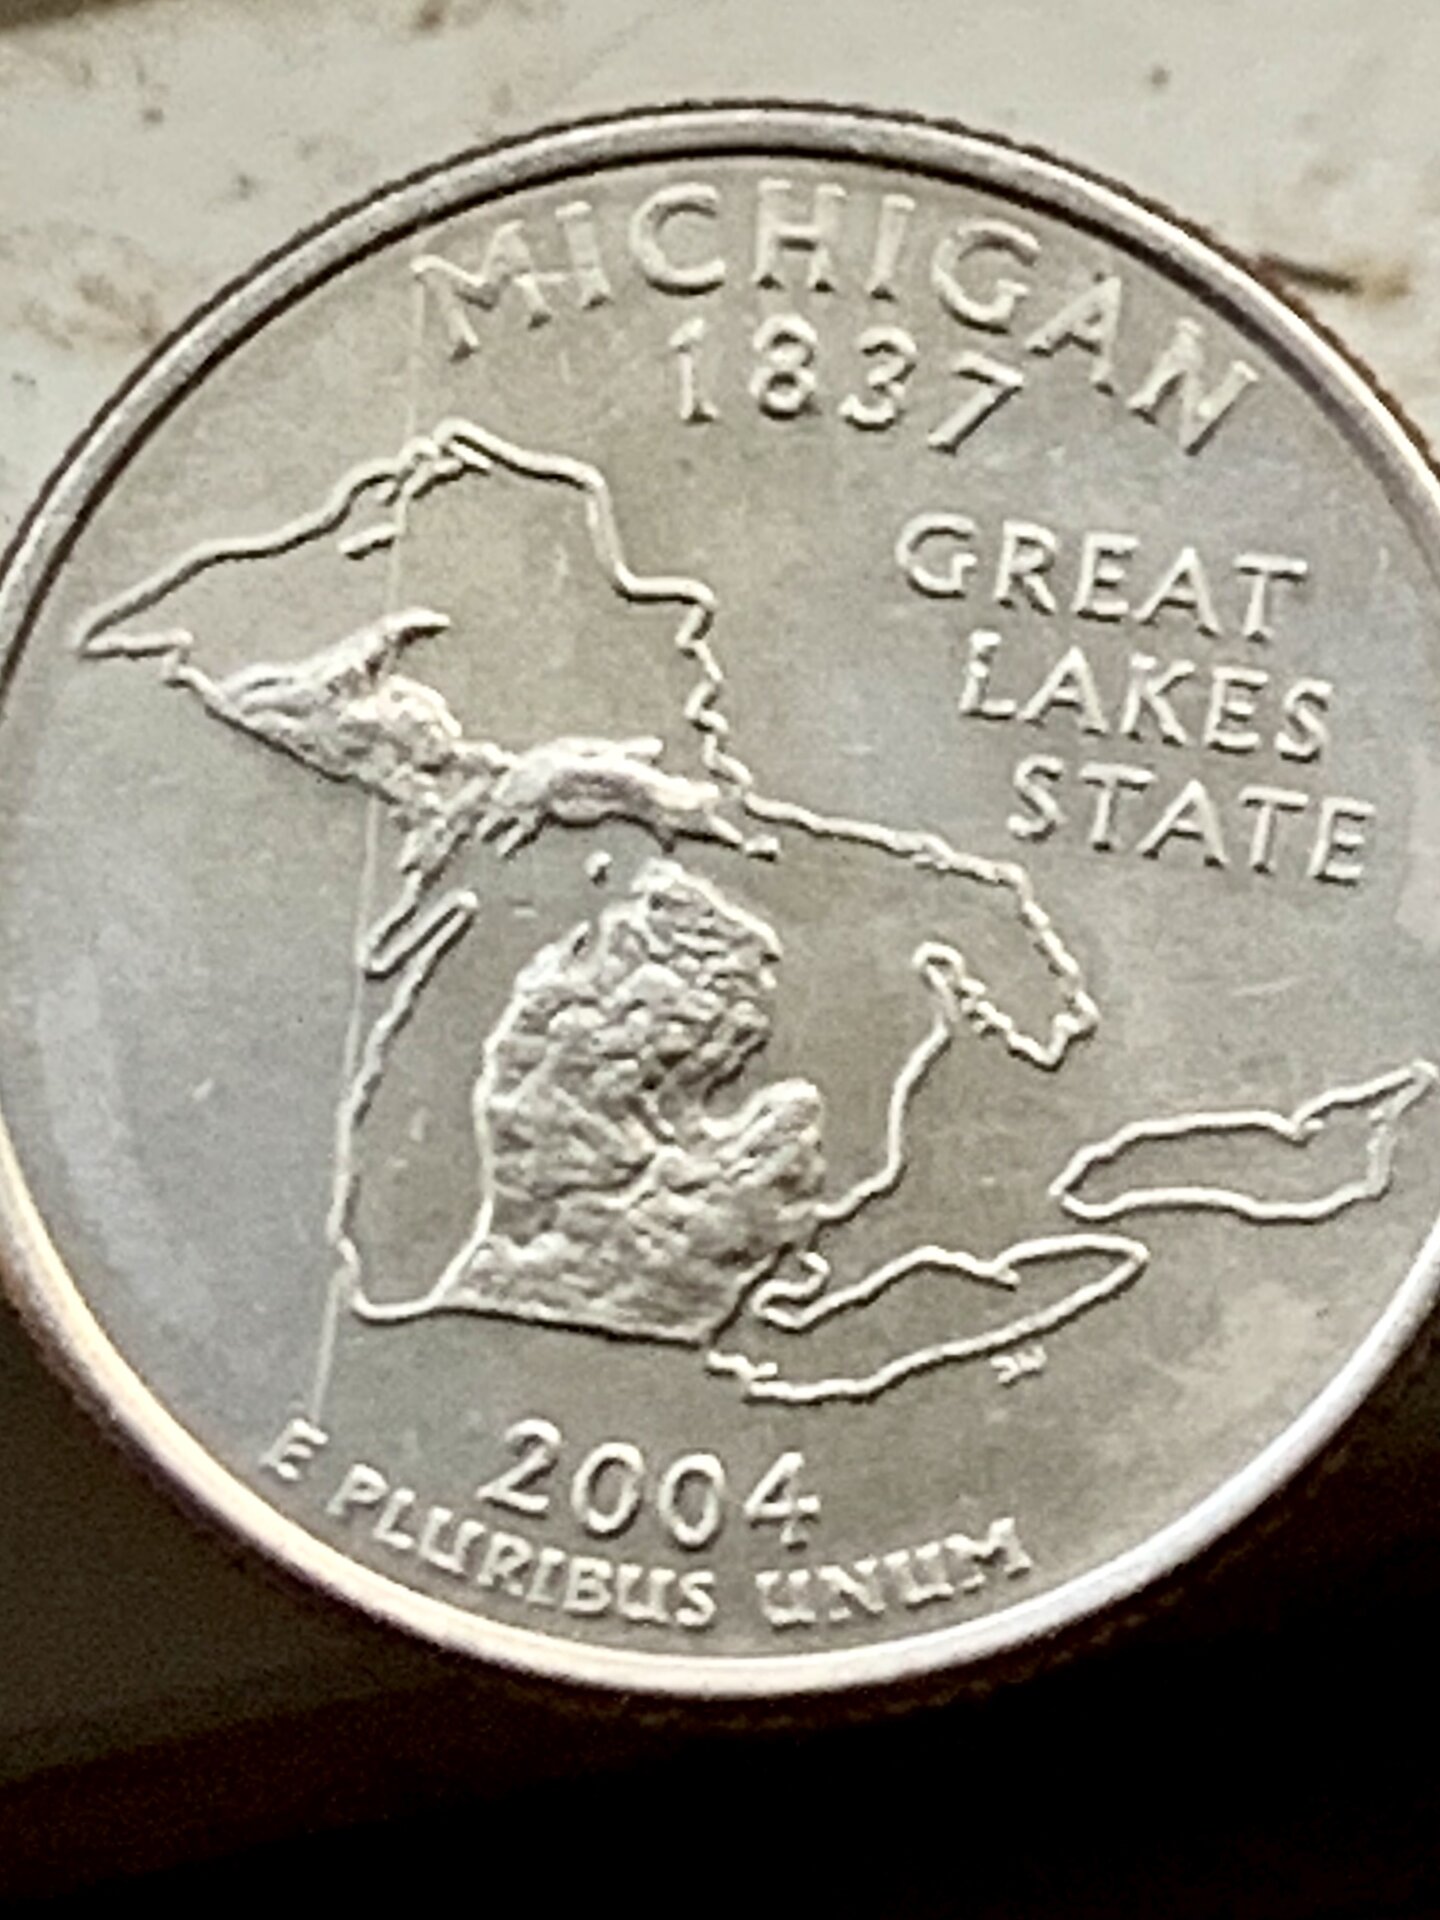 MICHIGAN
1837
GREAT
LAKES
STATE
2004
E PLURIBUS UNUM